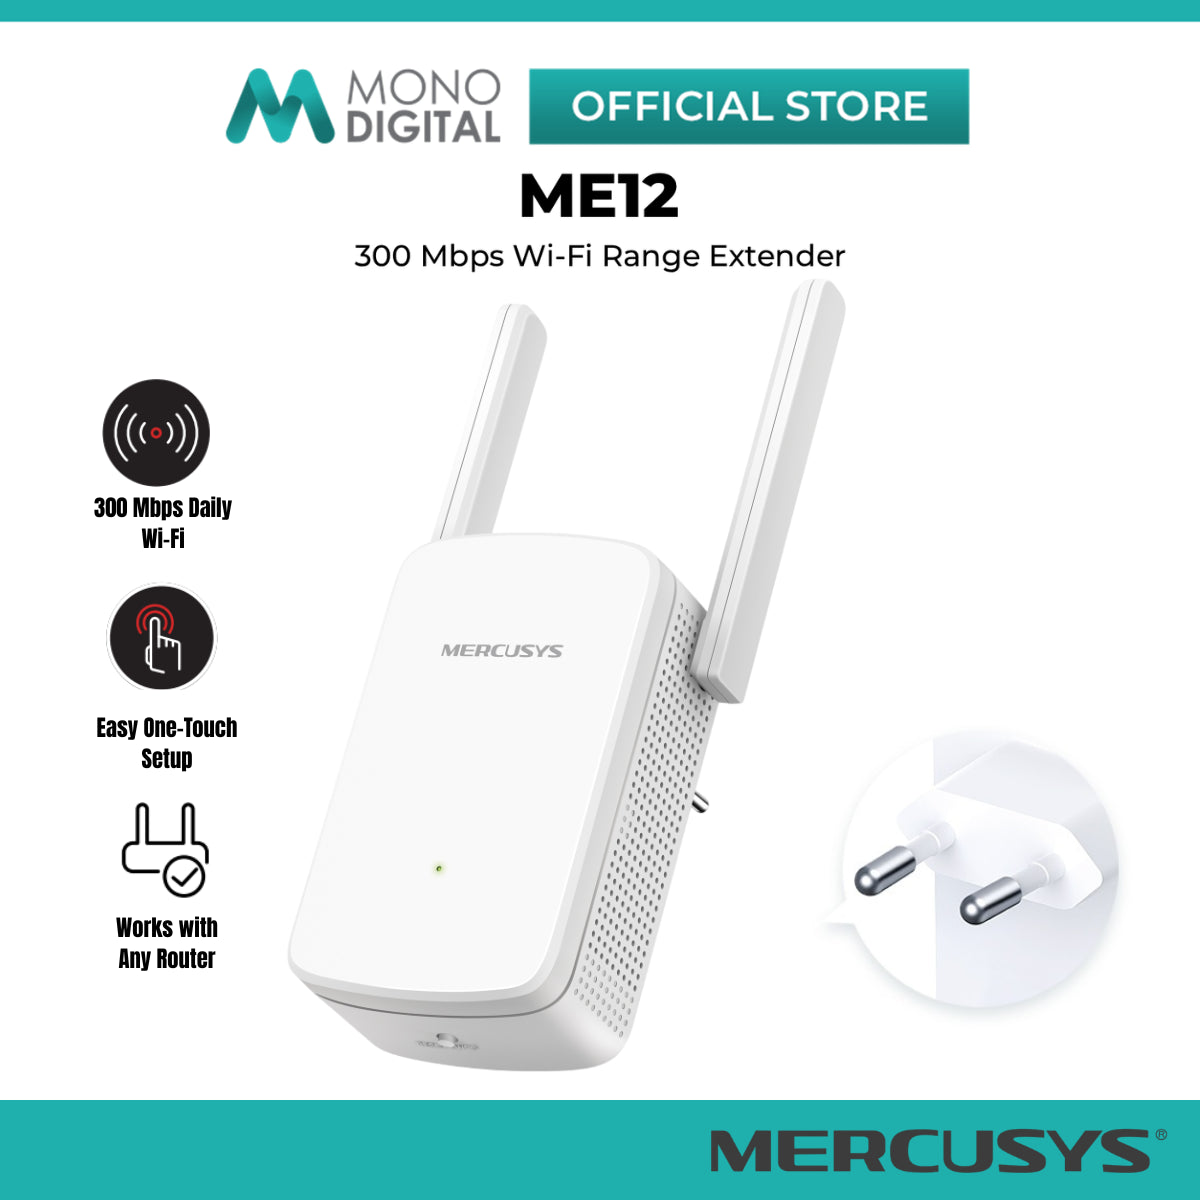 MONO
DIGITAL
OFFICIAL STORE
ME12
300 Mbps Wi-Fi Range Extender
300 Mbps Daily
Wi-Fi
MERCUSYS
Easy One-Touch
Setup
Works with
Any Router
MERCUSYS®